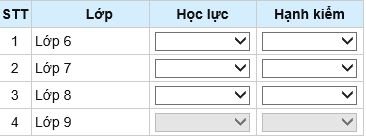 STT Lớp Học lực Hạnh kiểm
1 Lớp 6
2 Lớp 7
3 Lớp 8
4 Lớp 9